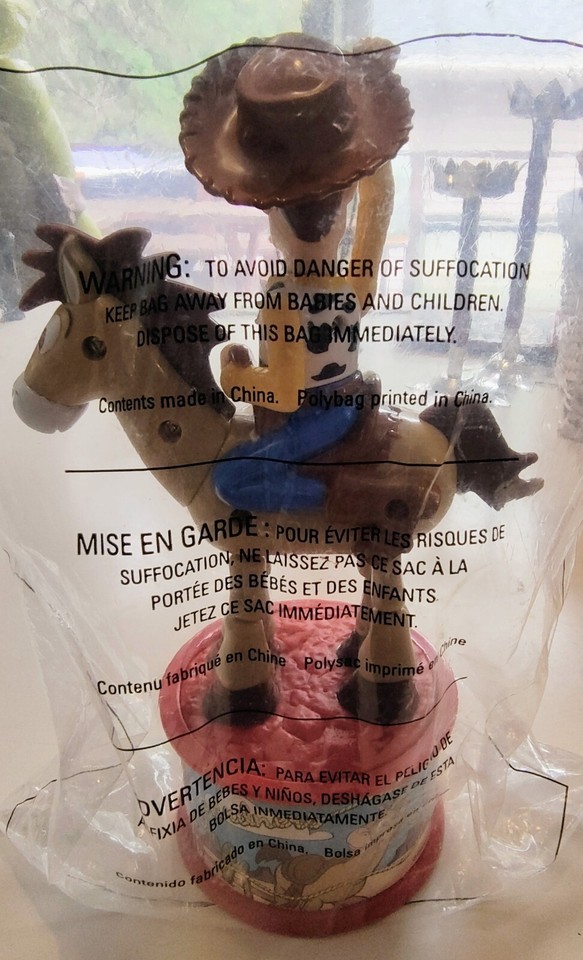 WARNING: TO AVOID DANGER OF SUFFOCATION
KEEP BAG AWAY FROM BABIES AND CHILDREN.
DISPOSE OF THIS BAG IMMEDIATELY.
Contents made in China. Polybag printed in China.
MISE EN GARDE : POUR ÉVITER LES RISQUES DE
SUFFOCATION, NE LAISSEZ PAS CE SAC À LA
PORTÉE DES BÉBÉS ET DES ENFANTS.
JETEZ CE SAC IMMÉDIATEMENT.
Contenu fabriqué en Chine Polysac imprimé en Chine
ADVERTENCIA: PARA EVITAR EL PELIGRO DE
ASFIXIA DE BEBES Y NIÑOS, DESHÁGASE DE ESTA
BOLSA INMEDIATAMENTE.
Contenido fabricado en China. Bolsa impresa en